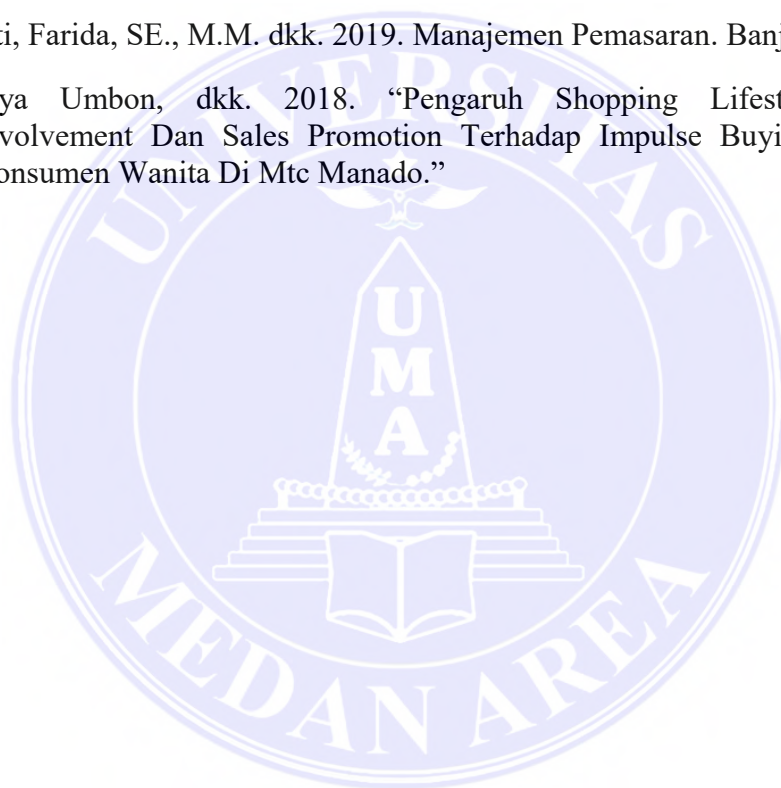 ti, Farida, SE., M.M. dkk. 2019. Manajemen Pemasaran. Banj
ya Umbon, dkk. 2018. “Pengaruh Shopping Lifest
volvement Dan Sales Promotion Terhadap Impulse Buyi
onsumen Wanita Di Mtc Manado.”
UNIVERSITAS
UMA
MEDAN AREA